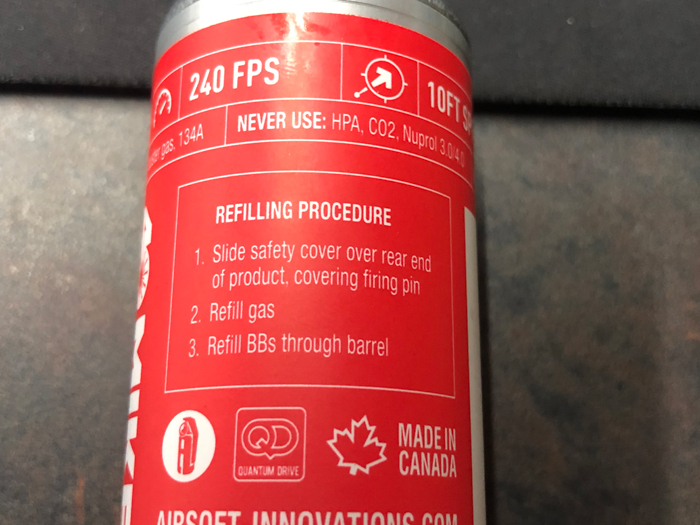 240 FPS
10FT
gas, 134A
NEVER USE: HPA, CO2, Nuprol 3.0/4.0
REFILLING PROCEDURE
1. Slide safety cover over rear end
of product, covering firing pin
2. Refill gas
3. Refill BBs through barrel
QD
QUANTUM DRIVE
MADE IN
CANADA
AIRSOFT-INNOVATIONS.COM